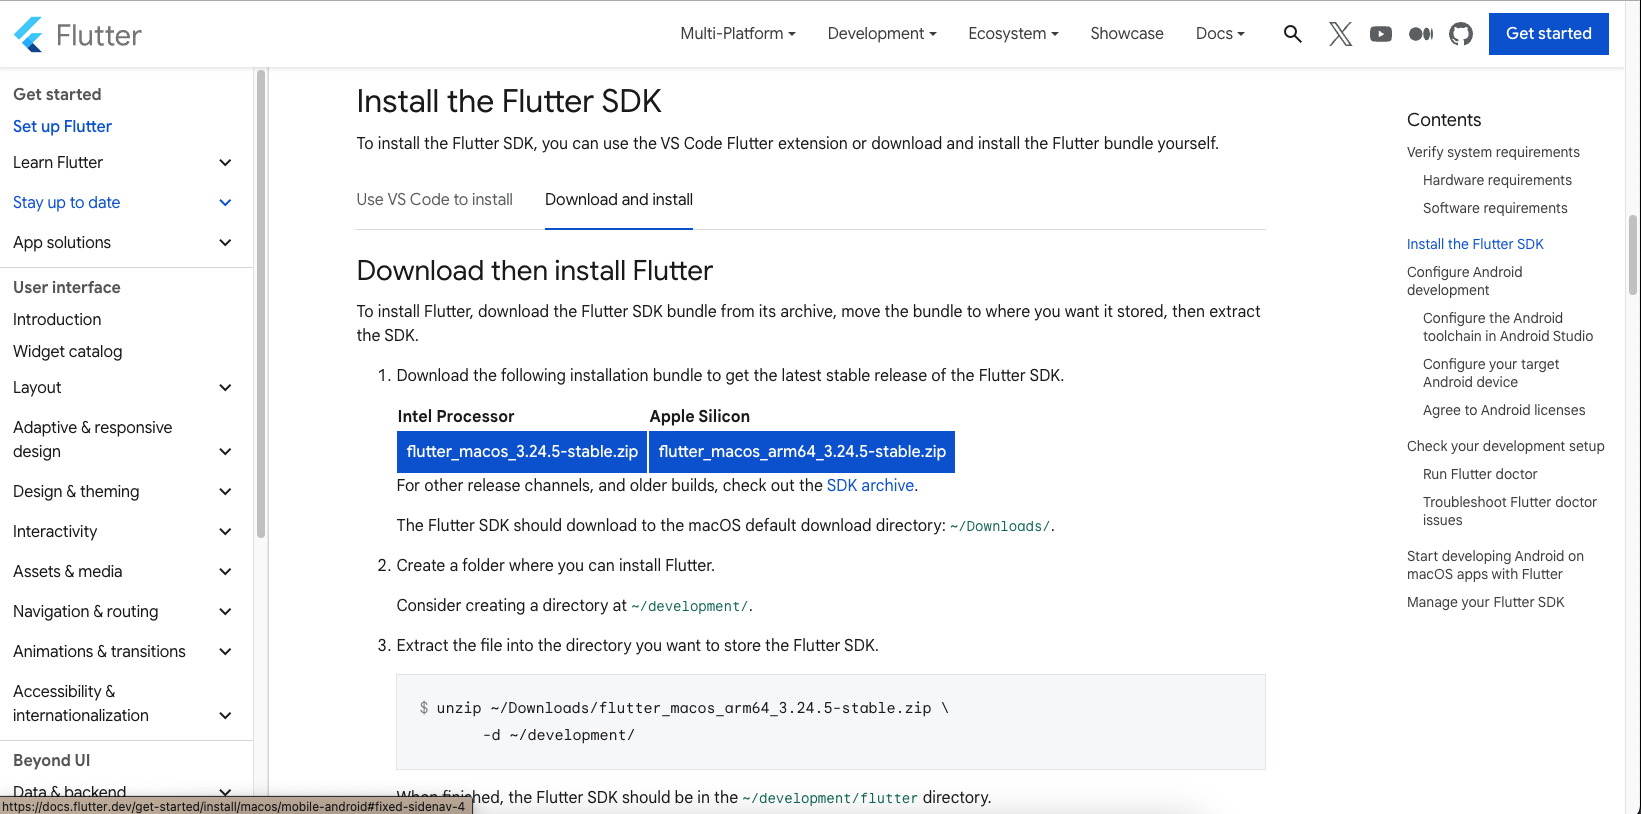 Flutter
Multi-Platform
Development
Ecosystem
Showcase
Docs
Get started
Get started
Set up Flutter
Learn Flutter
Stay up to date
App solutions
User interface
Introduction
Widget catalog
Layout
Adaptive & responsive
design
Design & theming
Interactivity
Assets & media
Navigation & routing
Animations & transitions
Accessibility &
internationalization
Beyond UI
Data & backend
https://docs.flutter.dev/get-started/install/macos/mobile-android#fixed-sidenav-4
Install the Flutter SDK
To install the Flutter SDK, you can use the VS Code Flutter extension or download and install the Flutter bundle yourself.
Use VS Code to install
Download and install
Download then install Flutter
To install Flutter, download the Flutter SDK bundle from its archive, move the bundle to where you want it stored, then extract
the SDK.
1. Download the following installation bundle to get the latest stable release of the Flutter SDK.
Intel Processor Apple Silicon
flutter_macos_3.24.5-stable.zip flutter_macos_arm64_3.24.5-stable.zip
For other release channels, and older builds, check out the SDK archive.
The Flutter SDK should download to the macOS default download directory: ~/Downloads/.
2. Create a folder where you can install Flutter.
Consider creating a directory at ~/development/.
3. Extract the file into the directory you want to store the Flutter SDK.
$ unzip ~/Downloads/flutter_macos_arm64_3.24.5-stable.zip \
-d ~/development/
When finished, the Flutter SDK should be in the ~/development/flutter directory.
Contents
Verify system requirements
Hardware requirements
Software requirements
Install the Flutter SDK
Configure Android
development
Configure the Android
toolchain in Android Studio
Configure your target
Android device
Agree to Android licenses
Check your development setup
Run Flutter doctor
Troubleshoot Flutter doctor
issues
Start developing Android on
macOS apps with Flutter
Manage your Flutter SDK